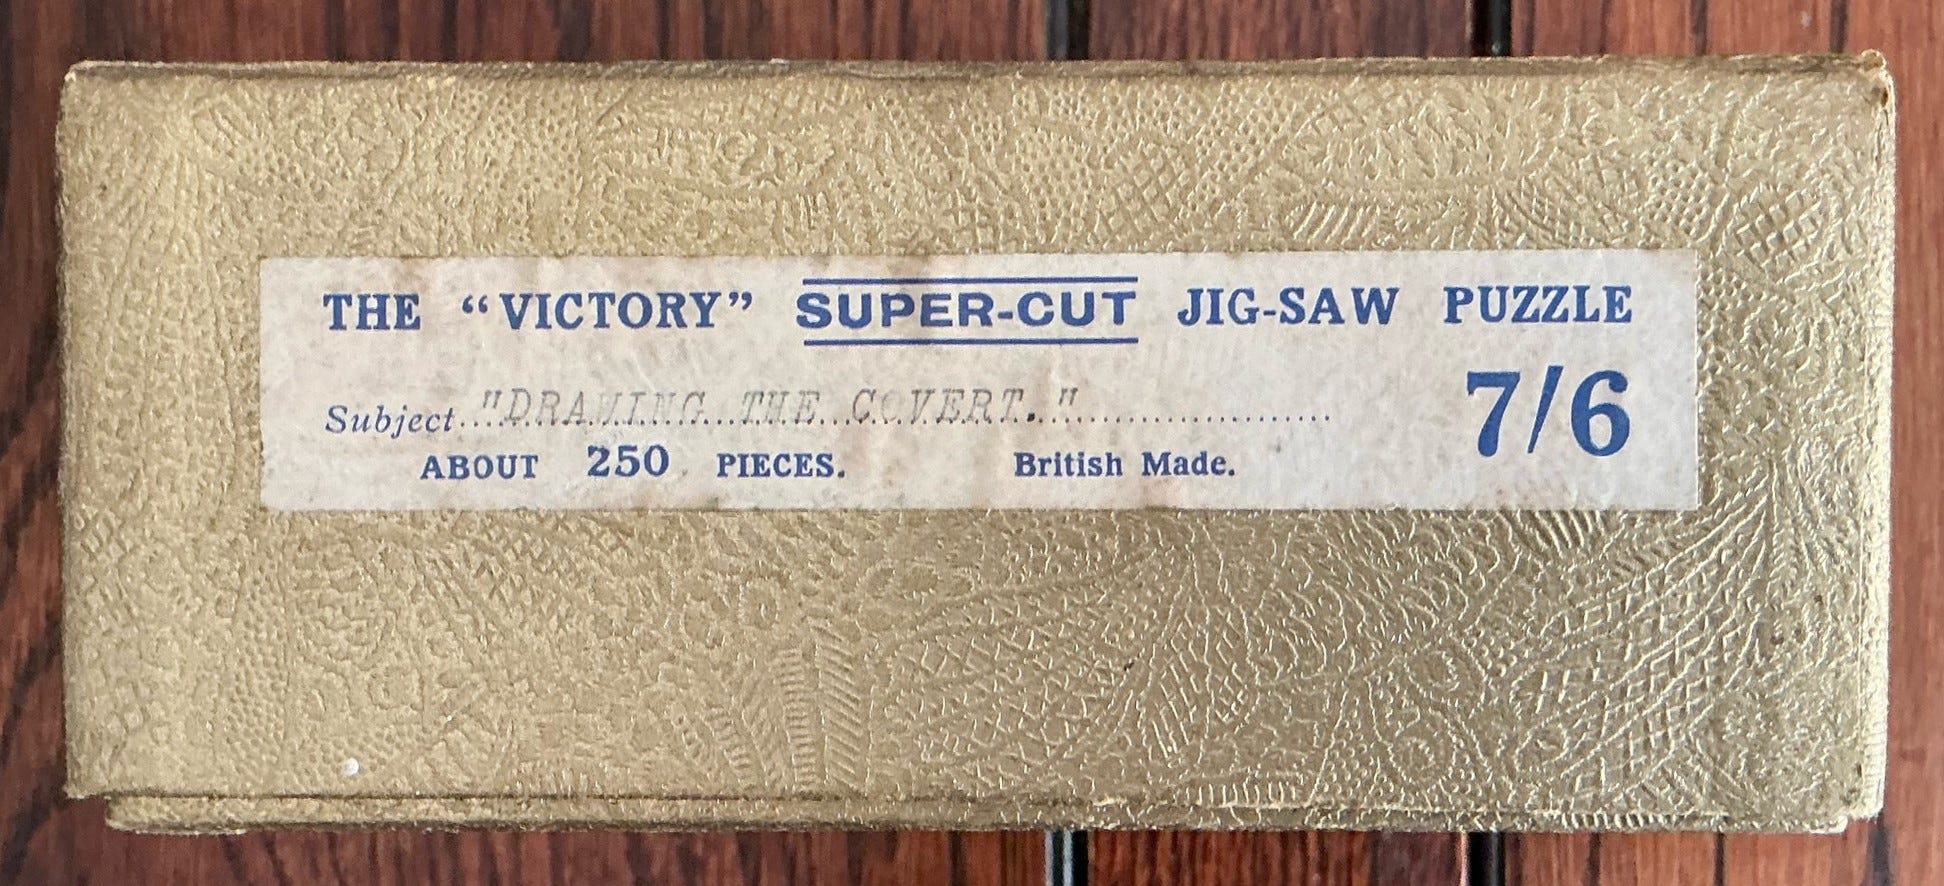 THE “VICTORY” SUPER-CUT JIG-SAW PUZZLE
Subject..."DRAWING THE COVERT."...................
7/6
ABOUT 250 PIECES. British Made.